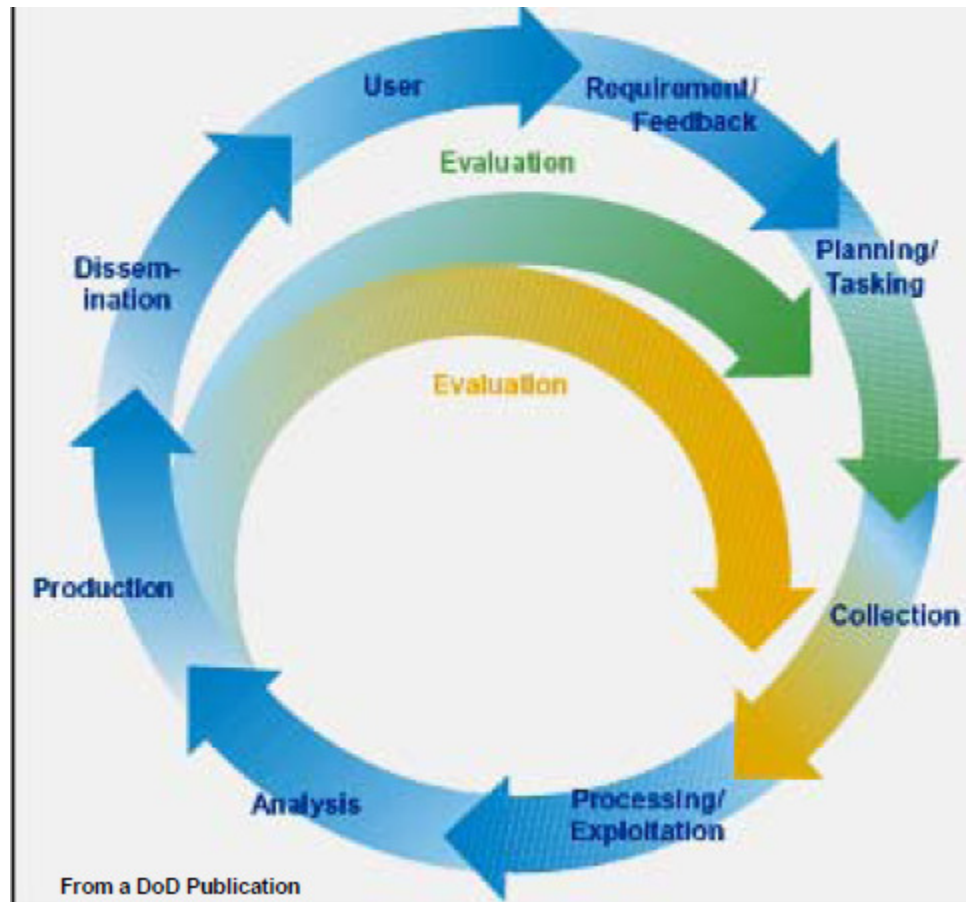 User
Requirement/
Feedback
Evaluation
Planning/
Tasking
Dissem-
ination
Evaluation
Production
Collection
Analysis
Processing/
Exploitation
From a DoD Publication